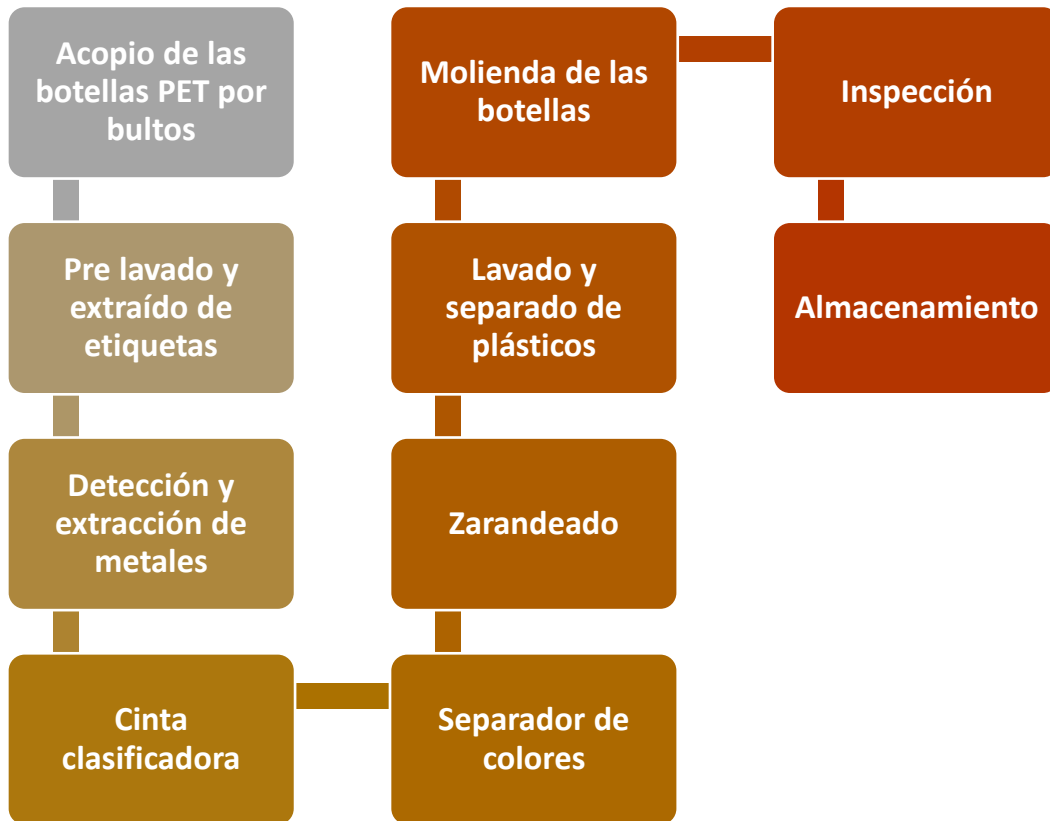 Acopio de las
botellas PET por
bultos
Pre lavado y
extraído de
etiquetas
Detección y
extracción de
metales
Cinta
clasificadora
Separador de
colores
Zarandeado
Lavado y
separado de
plásticos
Molienda de las
botellas
Inspección
Almacenamiento